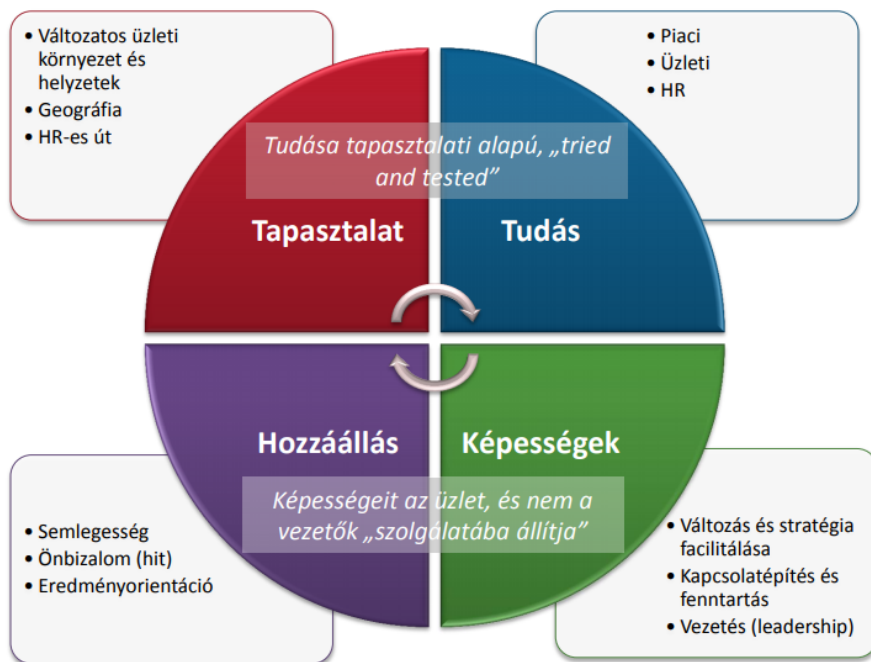 • Változatos üzleti
környezet és
helyzetek
• Geográfia
• HR-es út
• Piaci
• Üzleti
• HR
Tudása tapasztalati alapú, „tried
and tested”
Tapasztalat
Tudás
Hozzáállás
Képességek
Képességeit az üzlet, és nem a
vezetők „szolgálatába állítja”
• Semlegesség
• Önbizalom (hit)
• Eredményorientáció
• Változás és stratégia
facilitálása
• Kapcsolatépítés és
fenntartás
• Vezetés (leadership)